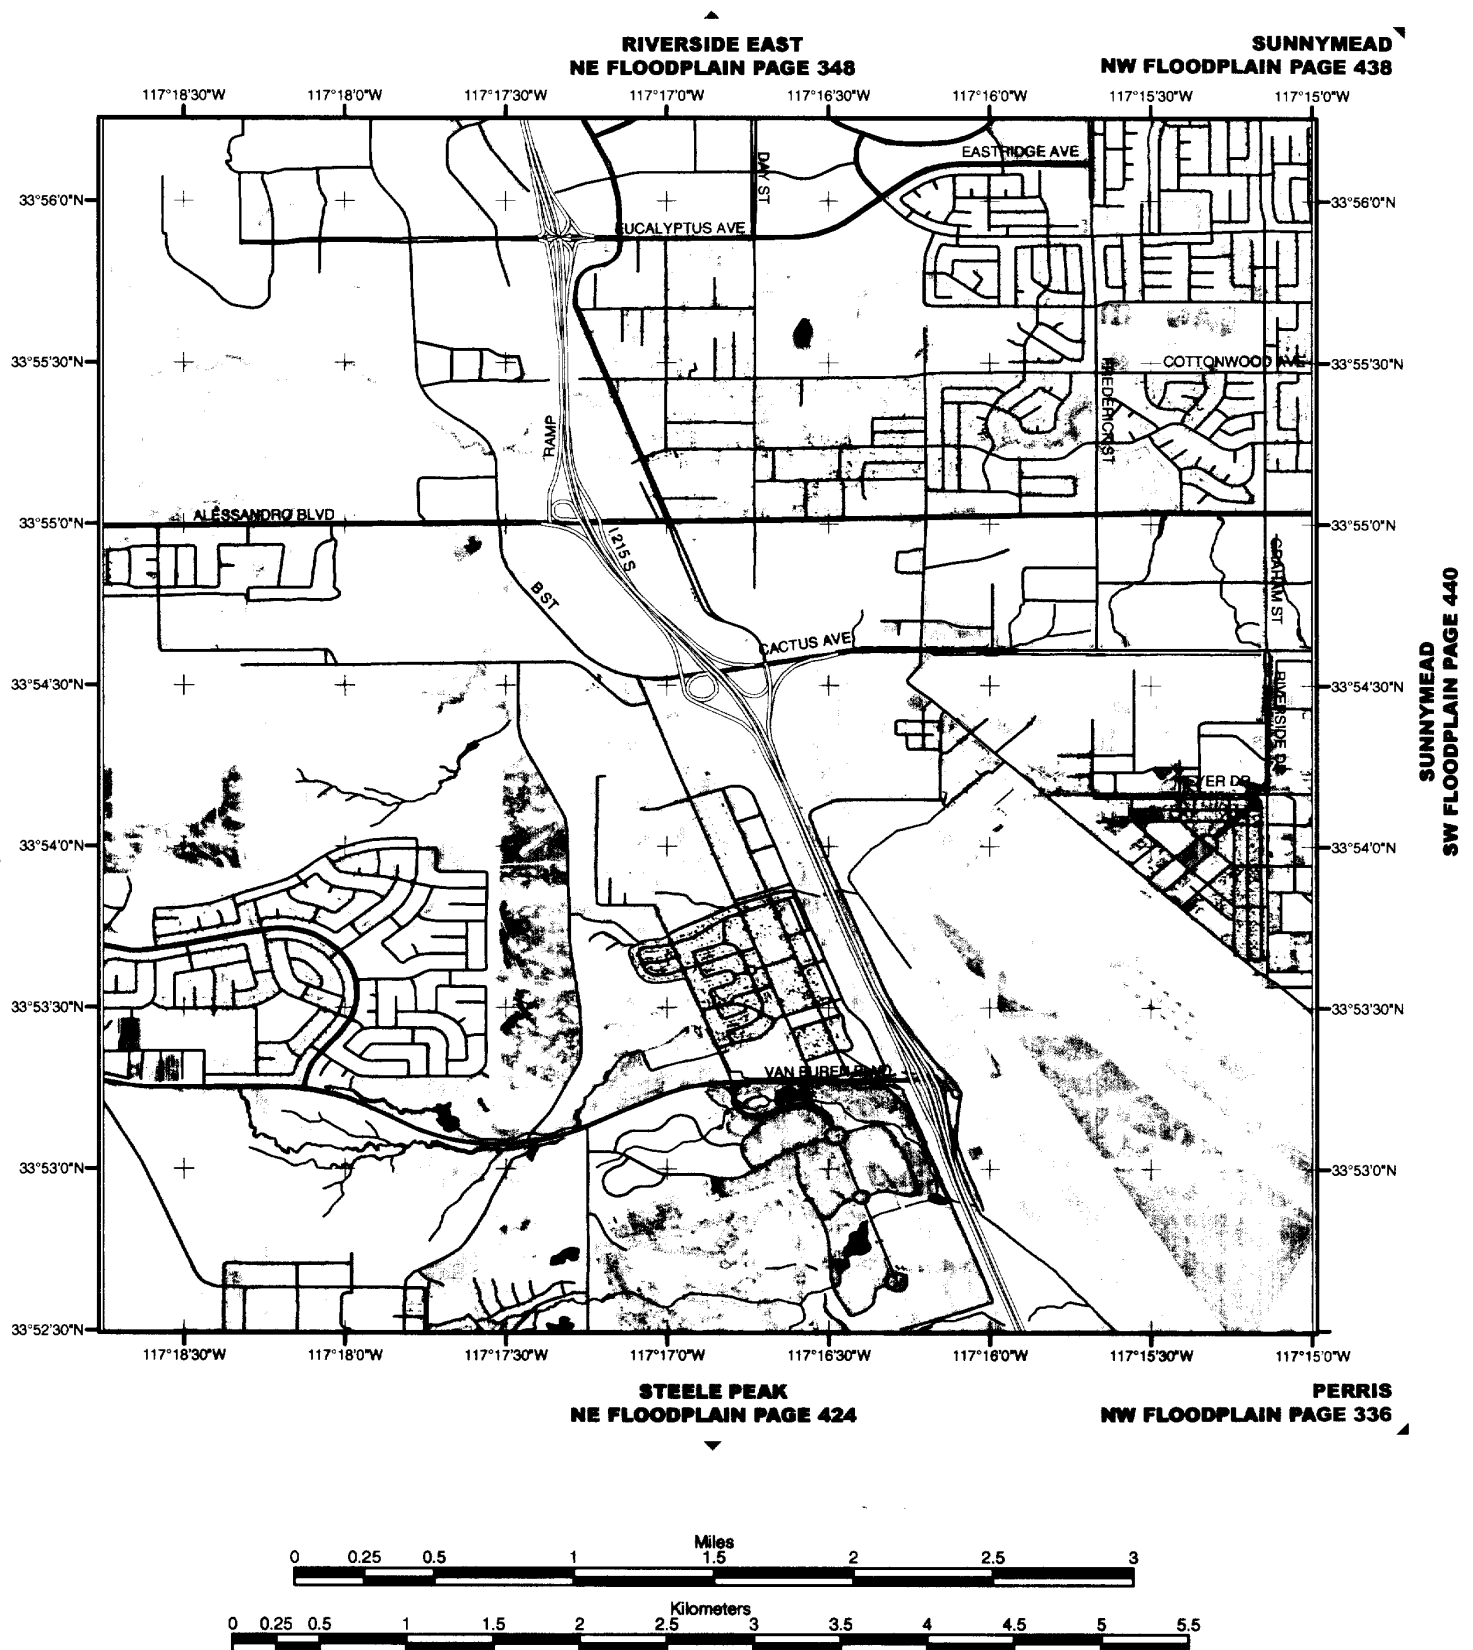 RIVERSIDE EAST
NE FLOODPLAIN PAGE 348
SUNNYMEAD
NW FLOODPLAIN PAGE 438
117°18'30"W 117°18'0"W 117°17'30"W 117°17'0"W 117°16'30"W 117°16'0"W 117°15'30"W 117°15'0"W
EASTRIDGE AVE
DAY ST
33°56'0"N 33°56'0"N
EUCALYPTUS AVE
33°55'30"N 33°55'30"N
COTTONWOOD AVE
FREDERICK ST
RAMP
ALESSANDRO BLVD
33°55'0"N 33°55'0"N
I 215 S
GRAHAM ST
B ST
CACTUS AVE
33°54'30"N 33°54'30"N
RIVERSIDE DR
SUNNYMEAD
SW FLOODPLAIN PAGE 440
MEYER DR
33°54'0"N 33°54'0"N
33°53'30"N 33°53'30"N
VAN BUREN BLVD
33°53'0"N 33°53'0"N
33°52'30"N
117°18'30"W 117°18'0"W 117°17'30"W 117°17'0"W 117°16'30"W 117°16'0"W 117°15'30"W 117°15'0"W
STEELE PEAK
NE FLOODPLAIN PAGE 424
PERRIS
NW FLOODPLAIN PAGE 336
Miles
0 0.25 0.5 1 1.5 2 2.5 3
Kilometers
0 0.25 0.5 1 1.5 2 2.5 3 3.5 4 4.5 5 5.5